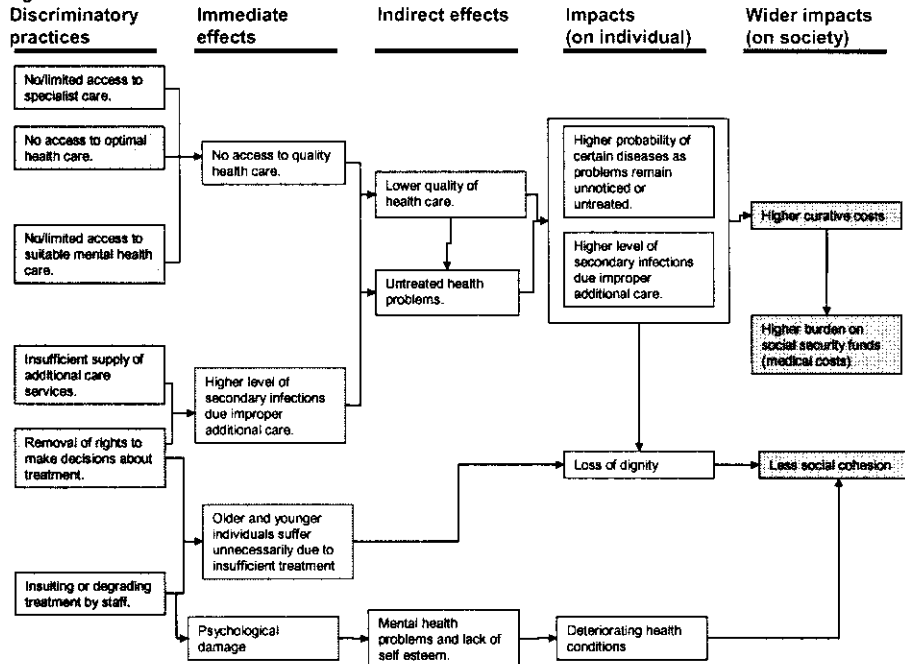 Discriminatory
practices
Immediate
effects
Indirect effects
Impacts
(on individual)
Wider impacts
(on society)
No/limited access to
specialist care.
No access to optimal
health care.
No/limited access to
suitable mental health
care.
Insufficient supply of
additional care
services.
Removal of rights to
make decisions about
treatment.
Insulting or degrading
treatment by staff.
No access to quality
health care.
Higher level of
secondary infections
due improper
additional care.
Older and younger
individuals suffer
unnecessarily due to
insufficient treatment
Psychological
damage
Lower quality of
health care.
Untreated health
problems.
Mental health
problems and lack of
self esteem.
Higher probability of
certain diseases as
problems remain
unnoticed or
untreated.
Higher level of
secondary infections
due improper
additional care.
Loss of dignity
Deteriorating health
conditions
Higher curative costs
Higher burden on
social security funds
(medical costs)
Less social cohesion